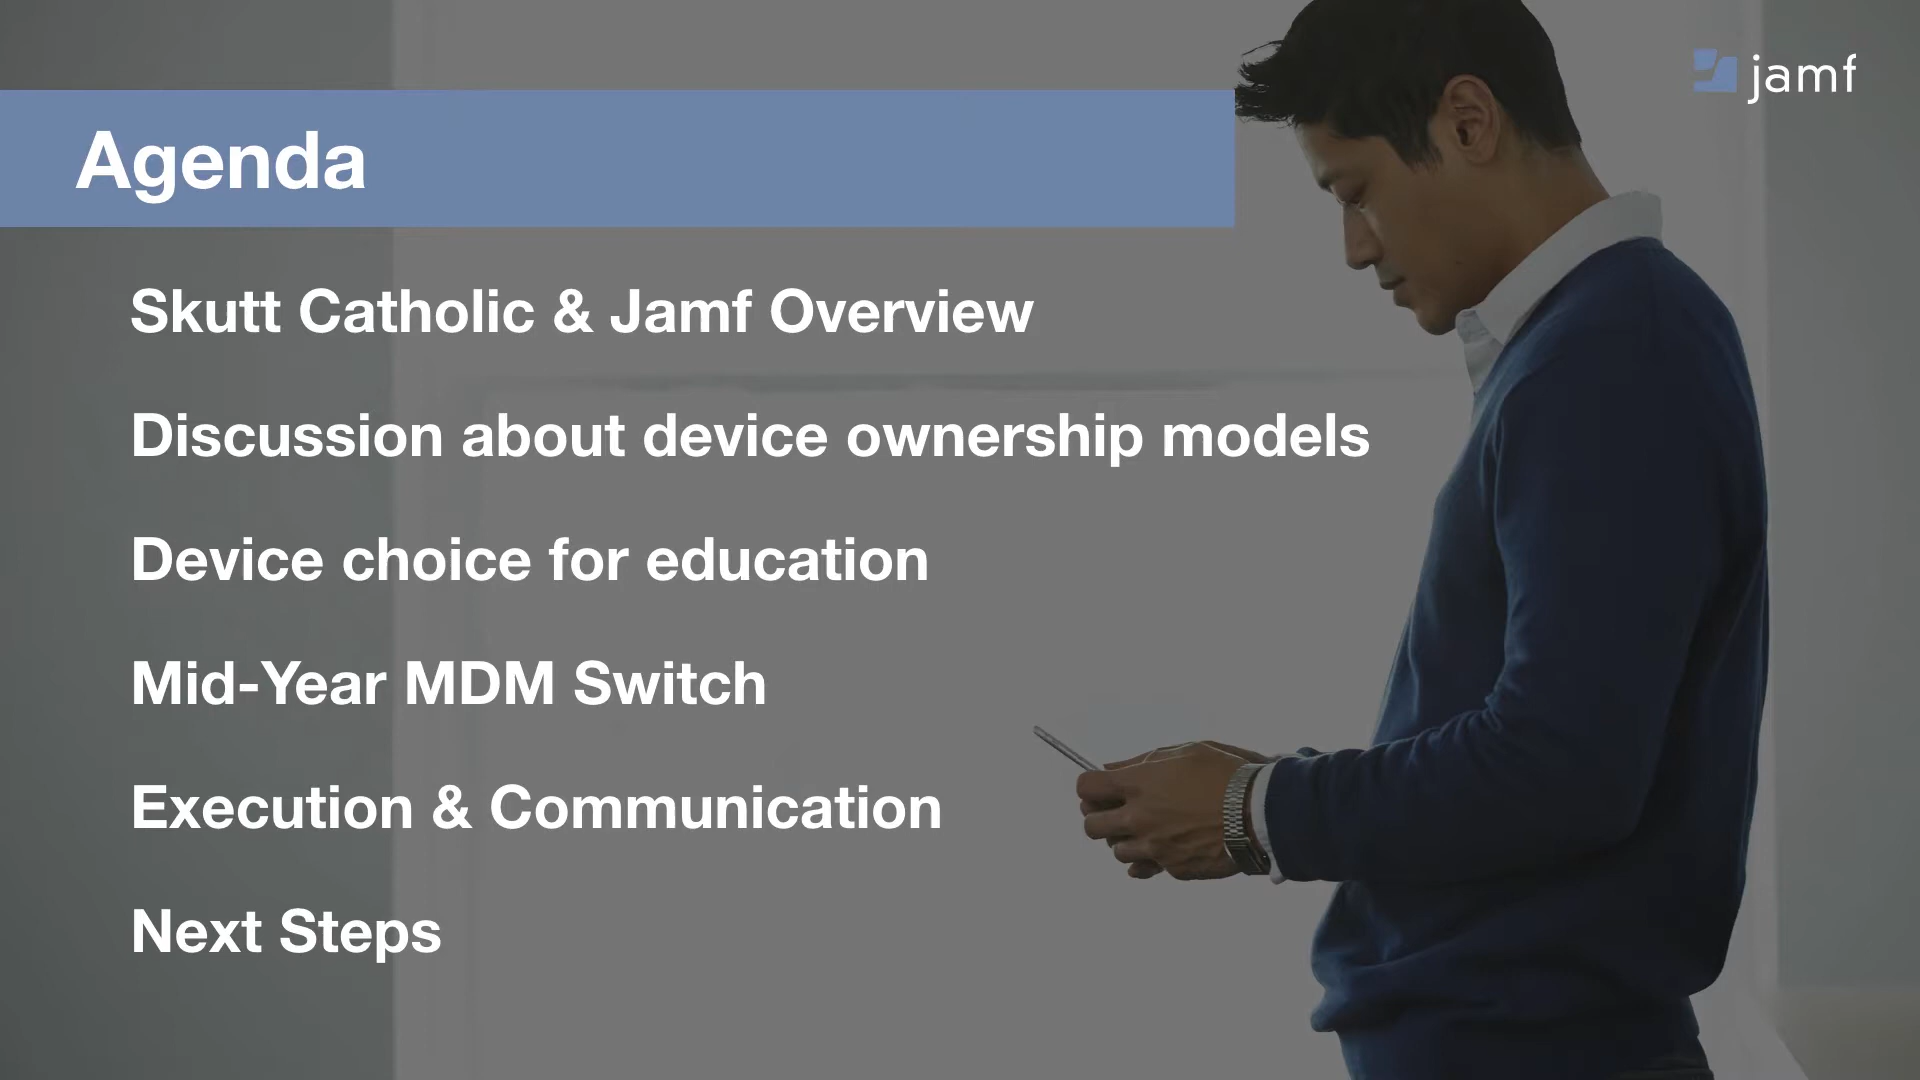 jamf
Agenda
Skutt Catholic & Jamf Overview
Discussion about device ownership models
Device choice for education
Mid-Year MDM Switch
Execution & Communication
Next Steps